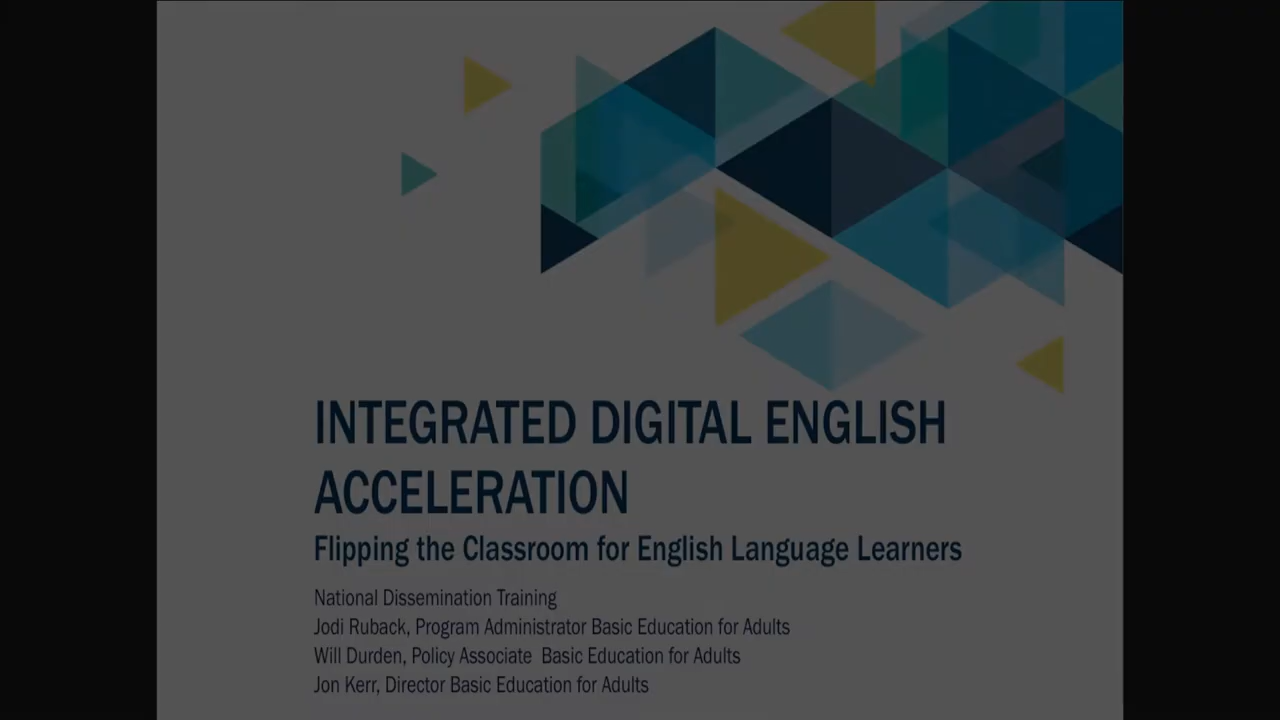 INTEGRATED DIGITAL ENGLISH
ACCELERATION
Flipping the Classroom for English Language Learners
National Dissemination Training
Jodi Ruback, Program Administrator Basic Education for Adults
Will Durden, Policy Associate  Basic Education for Adults
Jon Kerr, Director Basic Education for Adults